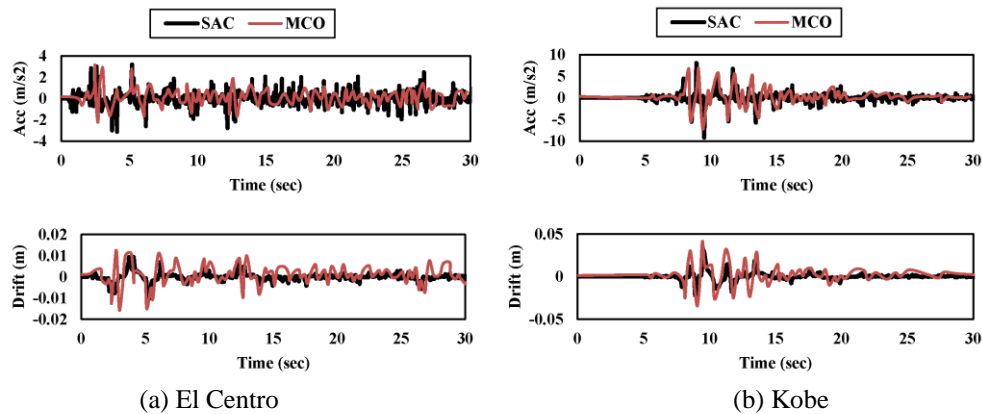 SAC MCO
SAC MCO
4
2
0
-2
-4
Acc (m/s2)
0 5 10 15 20 25 30
Time (sec)
10
5
0
-5
-10
Acc (m/s2)
0 5 10 15 20 25 30
Time (sec)
0.02
0.01
0
-0.01
-0.02
Drift (m)
0 5 10 15 20 25 30
Time (sec)
0.05
0
-0.05
Drift (m)
0 5 10 15 20 25 30
Time (sec)
(a) El Centro
(b) Kobe